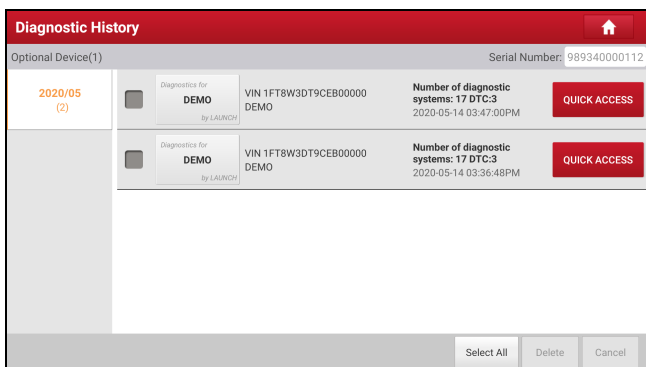 Diagnostic History
Optional Device(1)
Serial Number: 989340000112
2020/05
(2)
Diagnostics for
DEMO
by LAUNCH
VIN 1FT8W3DT9CEB00000
DEMO
Number of diagnostic
systems: 17 DTC:3
2020-05-14 03:47:00PM
QUICK ACCESS
Diagnostics for
DEMO
by LAUNCH
VIN 1FT8W3DT9CEB00000
DEMO
Number of diagnostic
systems: 17 DTC:3
2020-05-14 03:36:48PM
QUICK ACCESS
Select All
Delete
Cancel